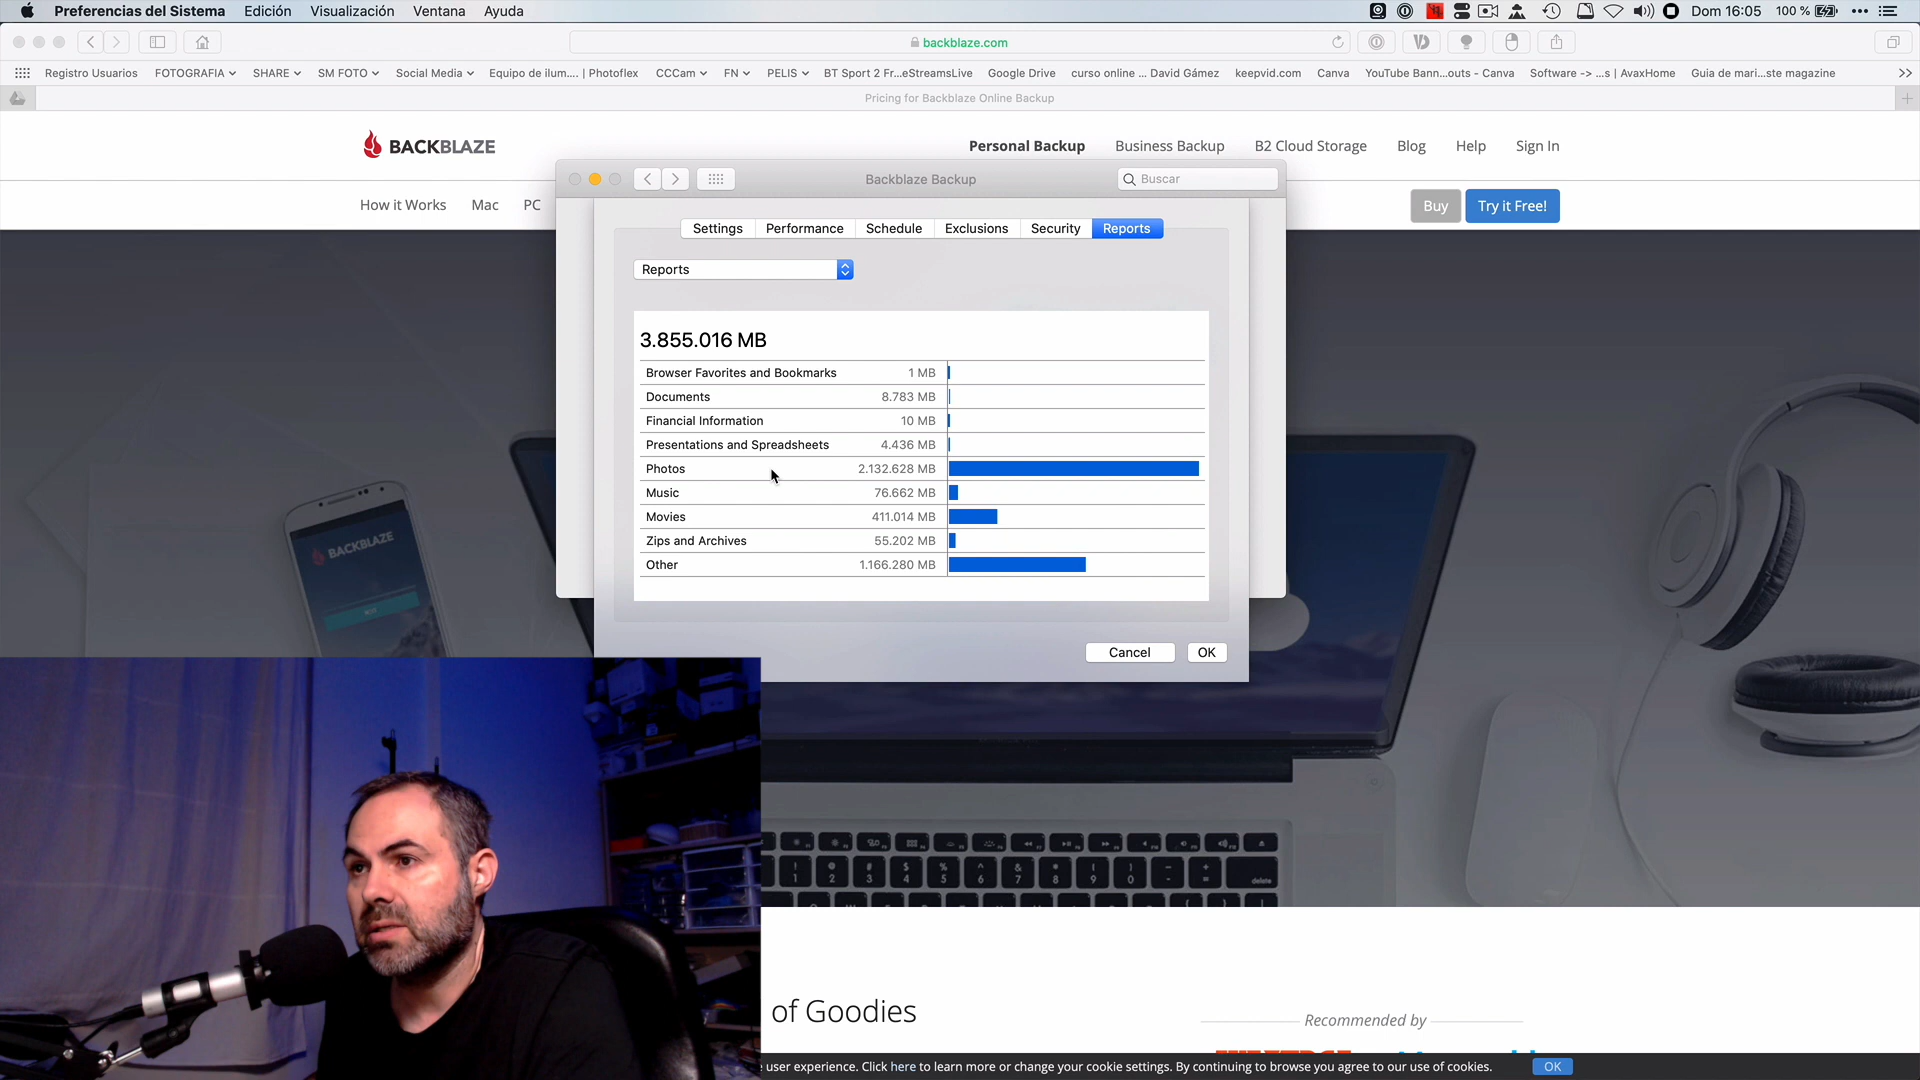 Preferencias del Sistema Edición Visualización Ventana Ayuda
Dom 16:05 100 %
backblaze.com
Registro Usuarios FOTOGRAFIA SHARE SM FOTO Social Media Equipo de ilum.... | Photoflex CCCam FN PELIS BT Sport 2 Fr...eStreamsLive Google Drive curso online ... David Gámez keepvid.com Canva YouTube Bann...outs - Canva Software -> ...s | AvaxHome Guia de mari...ste magazine
Pricing for Backblaze Online Backup
BACKBLAZE
Personal Backup Business Backup B2 Cloud Storage Blog Help Sign In
How it Works Mac PC
Buy Try it Free!
Backblaze Backup
Buscar
Settings Performance Schedule Exclusions Security Reports
Reports
3.855.016 MB
Browser Favorites and Bookmarks 1 MB
Documents 8.783 MB
Financial Information 10 MB
Presentations and Spreadsheets 4.436 MB
Photos 2.132.628 MB
Music 76.662 MB
Movies 411.014 MB
Zips and Archives 55.202 MB
Other 1.166.280 MB
Cancel OK
BACKBLAZE
delete
of Goodies
Recommended by
user experience. Click here to learn more or change your cookie settings. By continuing to browse you agree to our use of cookies. OK